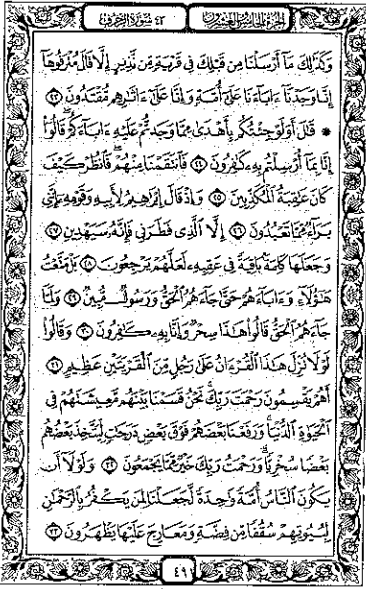 الجزء الخامس والعشرون ٤٣ سورة الزخرف
وَكَذَٰلِكَ مَآ أَرْسَلْنَا مِن قَبْلِكَ فِي قَرْيَةٍ مِّن نَّذِيرٍ إِلَّا قَالَ مُتْرَفُوهَآ
إِنَّا وَجَدْنَآ ءَابَآءَنَا عَلَىٰٓ أُمَّةٍ وَإِنَّا عَلَىٰٓ ءَاثَٰرِهِم مُّقْتَدُونَ ٢٣
۞ قَٰلَ أَوَلَوْ جِئْتُكُم بِأَهْدَىٰ مِمَّا وَجَدتُّمْ عَلَيْهِ ءَابَآءَكُمْ قَالُوٓا۟
إِنَّا بِمَآ أُرْسِلْتُم بِهِۦ كَٰفِرُونَ ٢٤ فَٱنتَقَمْنَا مِنْهُمْ فَٱنظُرْ كَيْفَ
كَانَ عَٰقِبَةُ ٱلْمُكَذِّبِينَ ٢٥ وَإِذْ قَالَ إِبْرَٰهِيمُ لِأَبِيهِ وَقَوْمِهِۦٓ إِنَّنِي
بَرَآءٌ مِّمَّا تَعْبُدُونَ ٢٦ إِلَّا ٱلَّذِي فَطَرَنِي فَإِنَّهُۥ سَيَهْدِينِ ٢٧
وَجَعَلَهَا كَلِمَةًۢ بَاقِيَةً فِي عَقِبِهِۦ لَعَلَّهُمْ يَرْجِعُونَ ٢٨ بَلْ مَتَّعْتُ
هَٰٓؤُلَآءِ وَءَابَآءَهُمْ حَتَّىٰ جَآءَهُمُ ٱلْحَقُّ وَرَسُولٌ مُّبِينٌ ٢٩ وَلَمَّا
جَآءَهُمُ ٱلْحَقُّ قَالُوا۟ هَٰذَا سِحْرٌ وَإِنَّا بِهِۦ كَٰفِرُونَ ٣٠ وَقَالُوا۟
لَوْلَا نُزِّلَ هَٰذَا ٱلْقُرْءَانُ عَلَىٰ رَجُلٍ مِّنَ ٱلْقَرْيَتَيْنِ عَظِيمٍ ٣١
أَهُمْ يَقْسِمُونَ رَحْمَتَ رَبِّكَ نَحْنُ قَسَمْنَا بَيْنَهُم مَّعِيشَتَهُمْ فِي
ٱلْحَيَوٰةِ ٱلدُّنْيَا وَرَفَعْنَا بَعْضَهُمْ فَوْقَ بَعْضٍ دَرَجَٰتٍ لِّيَتَّخِذَ بَعْضُهُم
بَعْضًا سُخْرِيًّا وَرَحْمَتُ رَبِّكَ خَيْرٌ مِّمَّا يَجْمَعُونَ ٣٢ وَلَوْلَآ أَن
يَكُونَ ٱلنَّاسُ أُمَّةً وَٰحِدَةً لَّجَعَلْنَا لِمَن يَكْفُرُ بِٱلرَّحْمَٰنِ
لِبُيُوتِهِمْ سُقُفًا مِّن فِضَّةٍ وَمَعَارِجَ عَلَيْهَا يَظْهَرُونَ ٣٣
٤٩١